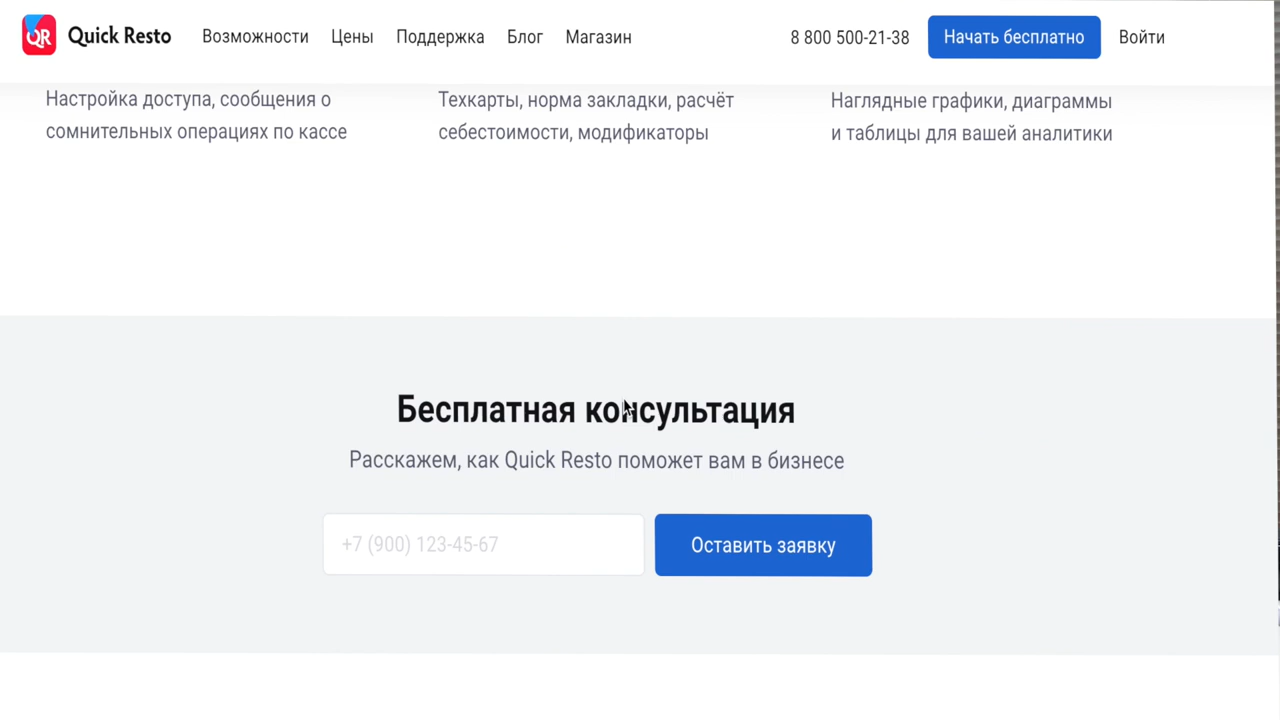 QR Quick Resto Возможности Цены Поддержка Блог Магазин 8 800 500-21-38 Начать бесплатно Войти
Настройка доступа, сообщения о
сомнительных операциях по кассе
Техкарты, норма закладки, расчёт
себестоимости, модификаторы
Наглядные графики, диаграммы
и таблицы для вашей аналитики
Бесплатная консультация
Расскажем, как Quick Resto поможет вам в бизнесе
+7 (900) 123-45-67
Оставить заявку